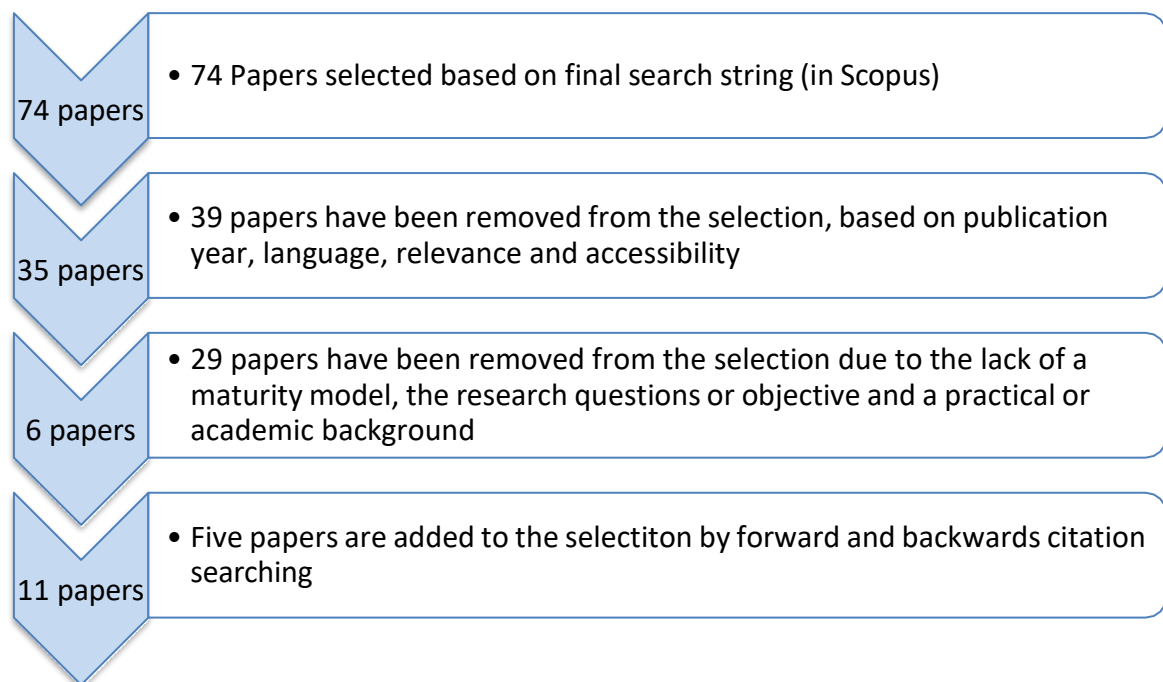 74 papers
• 74 Papers selected based on final search string (in Scopus)
35 papers
• 39 papers have been removed from the selection, based on publication
year, language, relevance and accessibility
6 papers
• 29 papers have been removed from the selection due to the lack of a
maturity model, the research questions or objective and a practical or
academic background
11 papers
• Five papers are added to the selectiton by forward and backwards citation
searching